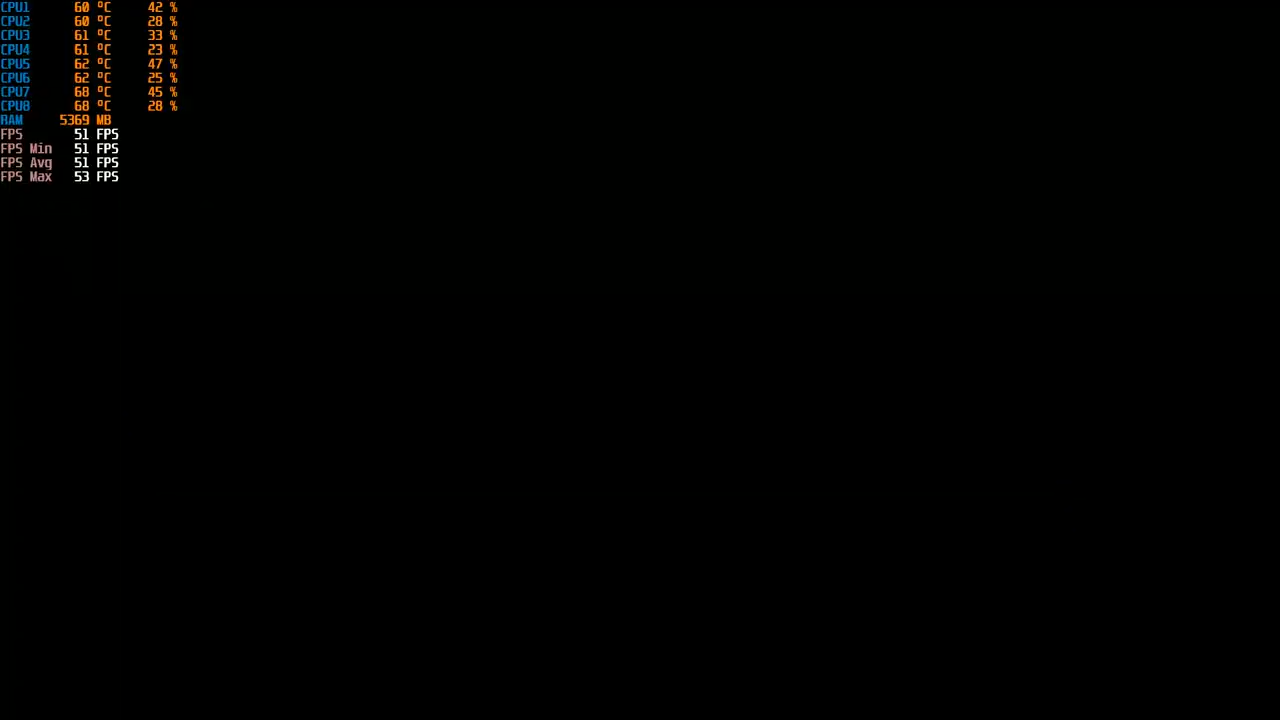 CPU1 60 °C 42 %
CPU2 60 °C 28 %
CPU3 61 °C 33 %
CPU4 61 °C 23 %
CPU5 62 °C 47 %
CPU6 62 °C 25 %
CPU7 68 °C 45 %
CPU8 68 °C 28 %
RAM 5369 MB
FPS 51 FPS
FPS Min 51 FPS
FPS Avg 51 FPS
FPS Max 53 FPS